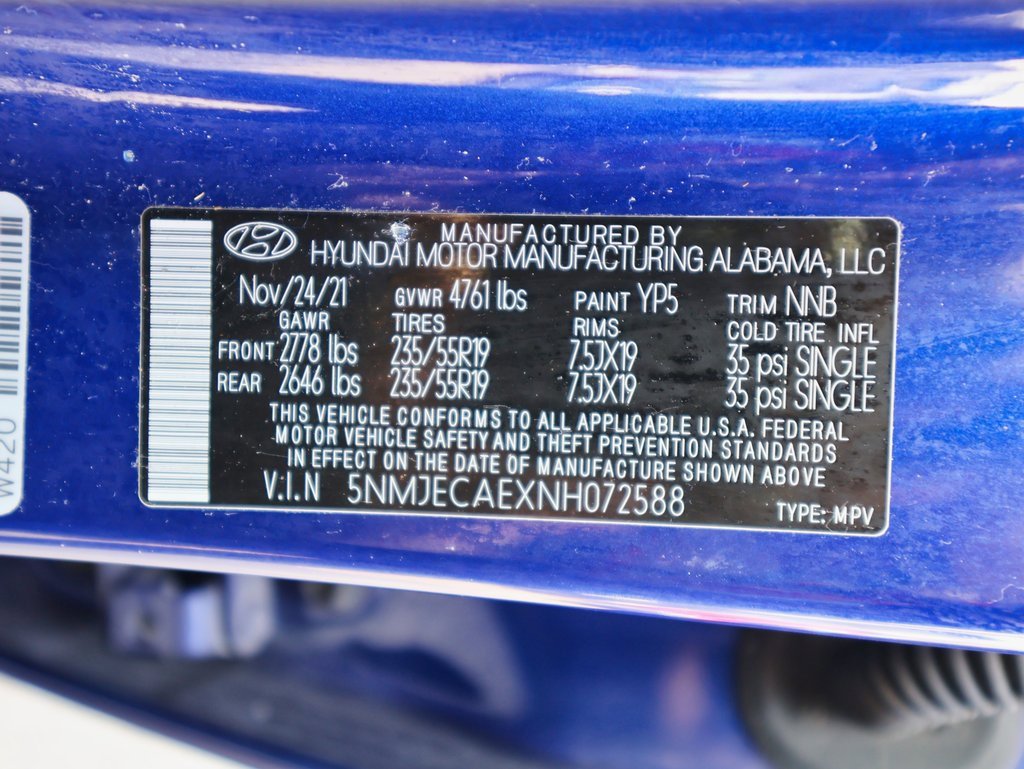 MANUFACTURED BY
HYUNDAI MOTOR MANUFACTURING ALABAMA, LLC
Nov/24/21 GVWR 4761 lbs PAINT YP5 TRIM NNB
GAWR TIRES RIMS COLD TIRE INFL
FRONT 2778 lbs 235/55R19 7.5JX19 35 psi SINGLE
REAR 2646 lbs 235/55R19 7.5JX19 35 psi SINGLE
THIS VEHICLE CONFORMS TO ALL APPLICABLE U.S.A. FEDERAL
MOTOR VEHICLE SAFETY AND THEFT PREVENTION STANDARDS
IN EFFECT ON THE DATE OF MANUFACTURE SHOWN ABOVE
V.I.N 5NMJECAEXNH072588
TYPE: MPV
W420